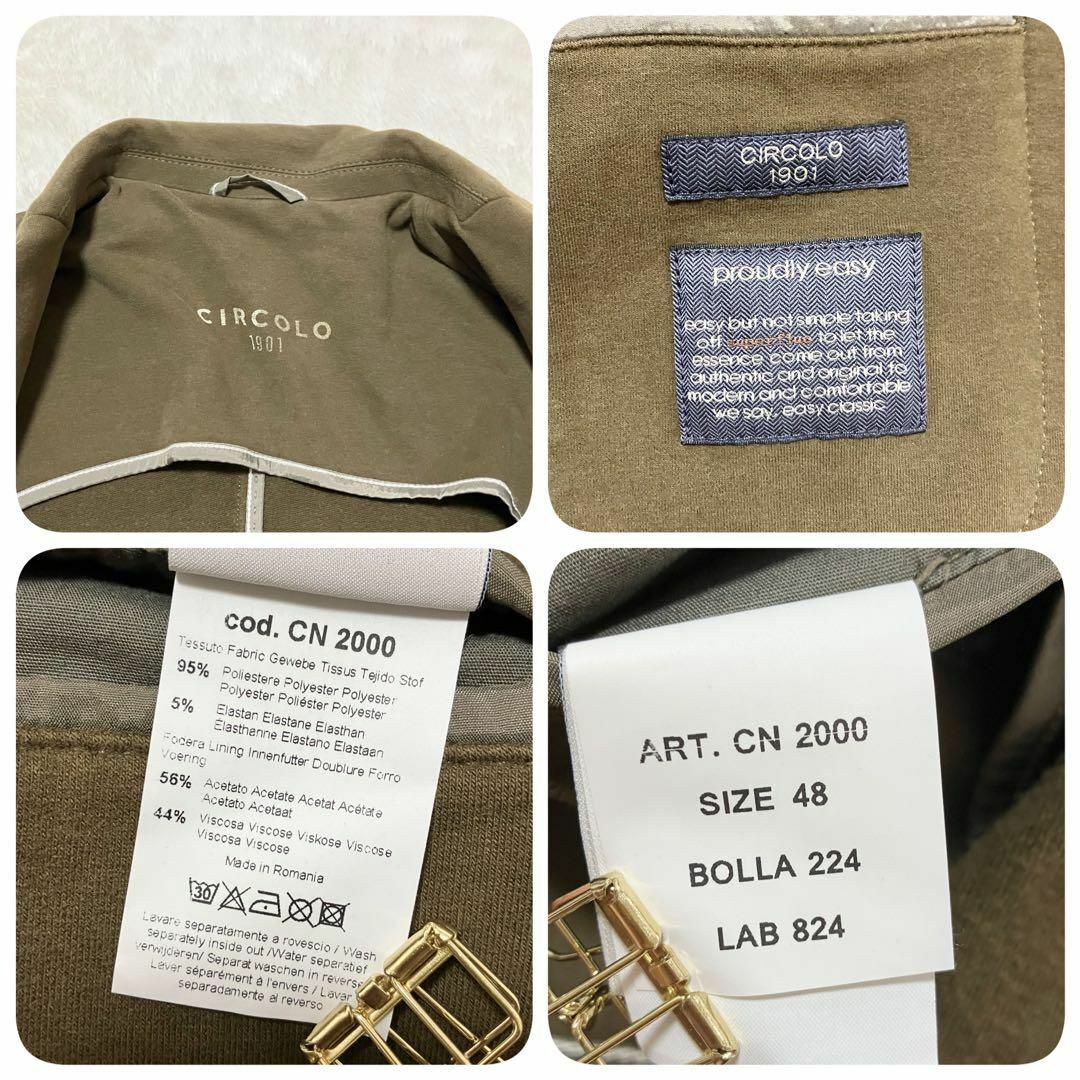 CIRCOLO
1901
CIRCOLO
1901
proudly easy
easy but not simple taking
off superfluo to let the
essence come out from
authentic and original to
modern and comfortable
we say, easy classic
cod. CN 2000
Tessuto Fabric Gewebe Tissus Tejido Stof
95% Poliestere Polyester Polyester
Polyester Poliéster Polyester
5% Elastan Elastane Elasthan
Élasthanne Elastano Elastaan
Fodera Lining Innenfutter Doublure Forro
Voering
56% Acetato Acetate Acetat Acétate
Acetato Acetaat
44% Viscosa Viscose Viskose Viscose
Viscosa Viscose
Made in Romania
30
Lavare separatamente a rovescio / Wash
separately inside out /Water separatief
verwijderen/ Separat waschen in reverse
Laver séparément à l'envers / Lavar
separadamente al reverso
ART. CN 2000
SIZE 48
BOLLA 224
LAB 824